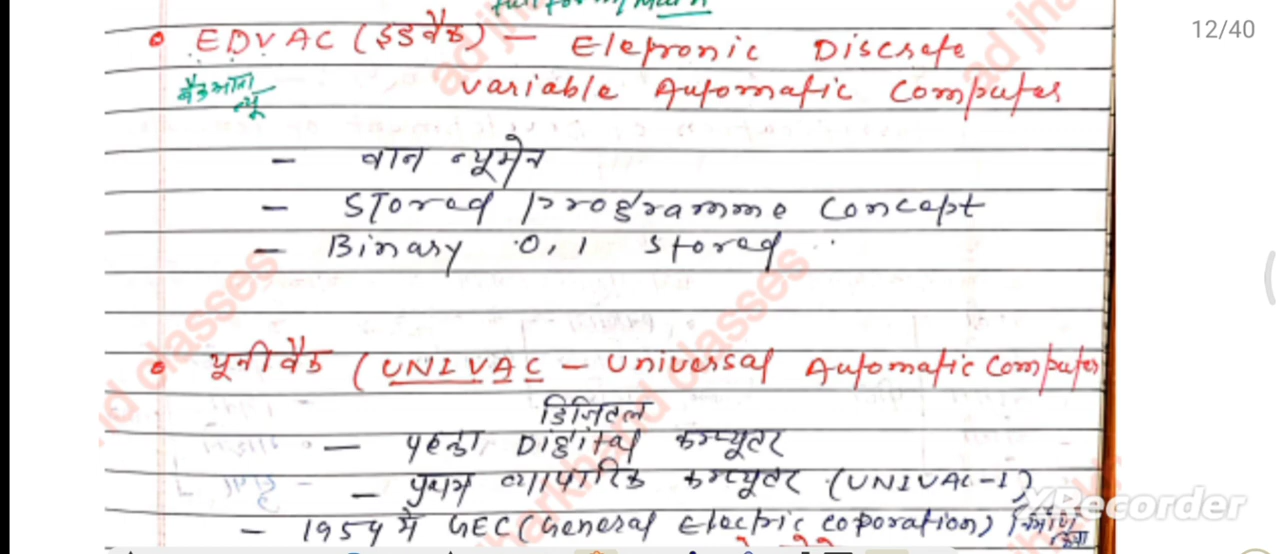 12/40
• EDVAC (इडवैक) – Elepronic Discrete
variable Automatic Computer
– वान न्यूमेन
– Stored programme Concept
– Binary 0,1 stored
• यूनीवैक (UNIVAC – Universal Automatic Computer
डिजिटल
– पहला Digital कम्प्यूटर
– प्रथम व्यापारिक कम्प्यूटर (UNIVAC-I)
– 1954 में GEC (General Electric coporation)
XRecorder